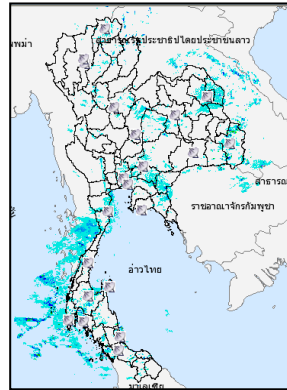 พม่า
สาธารณรัฐประชาธิปไตยประชาชนลาว
สาธารณ
ราชอาณาจักรกัมพูชา
อ่าวไทย
มาเลเซีย